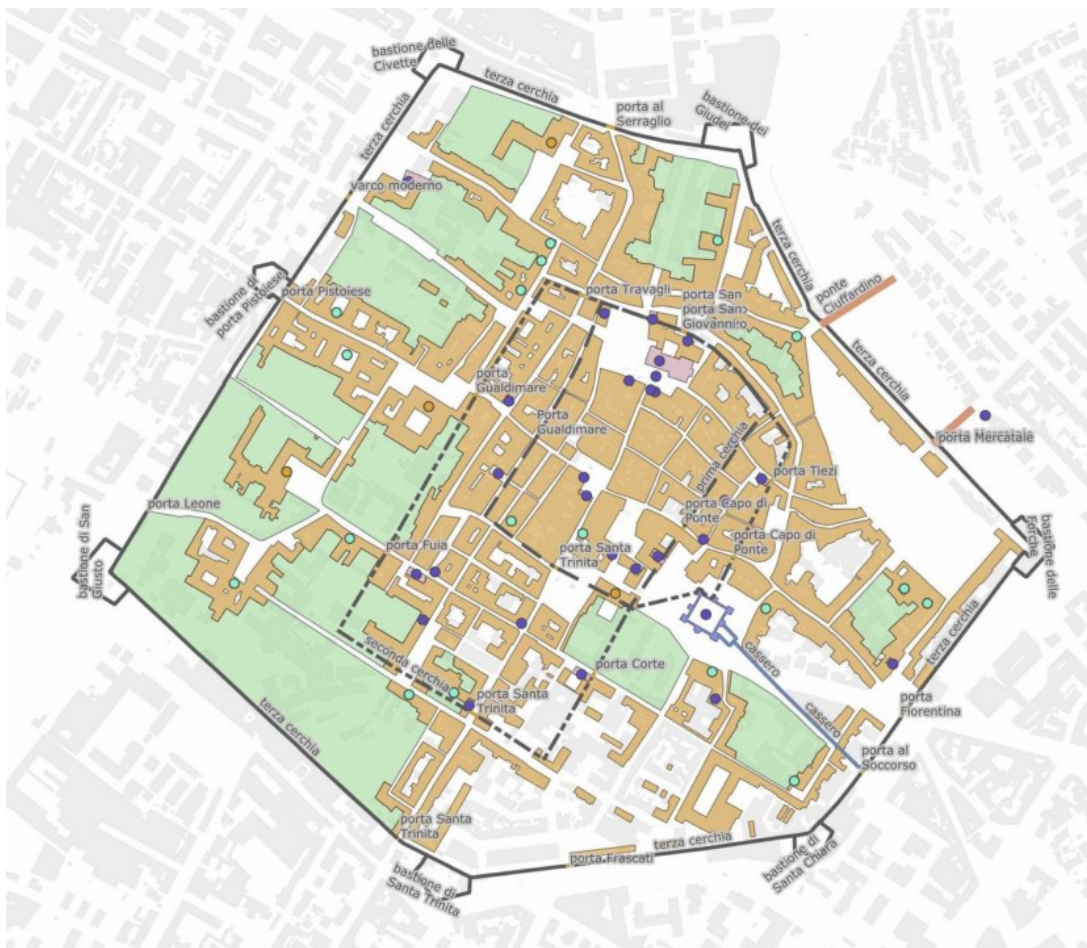 bastione delle
Civette
terza cerchia
porta al
Serraglio
bastione dei
Giudei
terza cerchia
varco moderno
terza cerchia
bastione di
porta Pistoiese
porta Pistoiese
porta Travagli
porta San
porta San
Giovanni
ponte
Ciuffardino
terza cerchia
porta
Gualdimare
Porta
Gualdimare
prima cerchia
porta Mercatale
porta Tiezi
porta Leone
porta Capo di
Ponte
porta Capo di
Ponte
porta Fuia
porta Santa
Trinita
bastione di San
Giusto
bastione delle
Forche
terza cerchia
seconda cerchia
cassero
porta Corte
porta Santa
Trinita
cassero
porta
Fiorentina
terza cerchia
porta al
Soccorso
porta Santa
Trinita
terza cerchia
porta Frascati
bastione di
Santa Chiara
bastione di
Santa Trinita